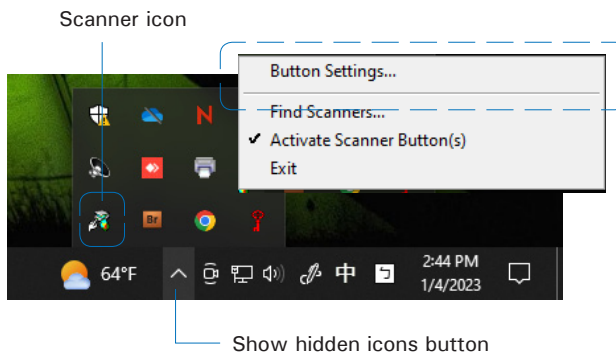 Scanner icon
Button Settings...
Find Scanners...
Activate Scanner Button(s)
Exit
N
Br
64°F
中
ㄅ
2:44 PM
1/4/2023
Show hidden icons button